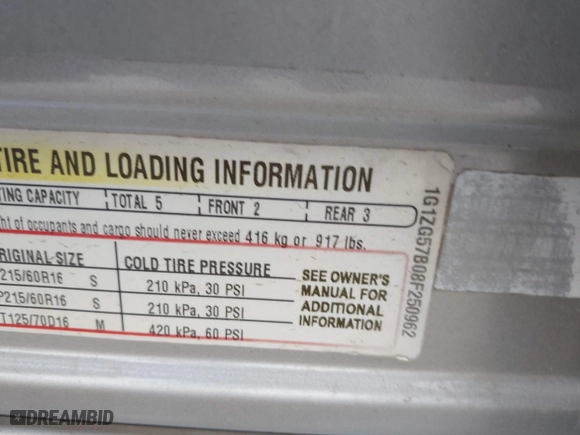 TIRE AND LOADING INFORMATION
TING CAPACITY TOTAL 5 FRONT 2 REAR 3
ht of occupants and cargo should never exceed 416 kg or 917 lbs.
ORIGINAL SIZE COLD TIRE PRESSURE
215/60R16 S 210 kPa, 30 PSI
P215/60R16 S 210 kPa, 30 PSI
T125/70D16 M 420 kPa, 60 PSI
SEE OWNER'S
MANUAL FOR
ADDITIONAL
INFORMATION
1G1ZG57B08F250962
DREAMBID